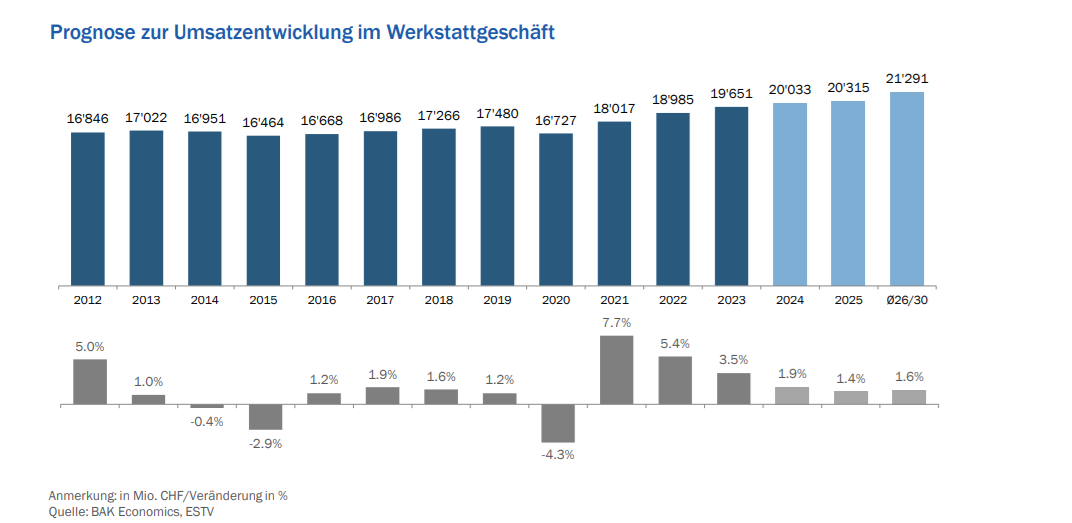 Prognose zur Umsatzentwicklung im Werkstattgeschäft
16'846 17'022 16'951 16'464 16'668 16'986 17'266 17'480 16'727 18'017 18'985 19'651 20'033 20'315 21'291
2012 2013 2014 2015 2016 2017 2018 2019 2020 2021 2022 2023 2024 2025 Ø26/30
5.0% 1.0% -0.4% -2.9% 1.2% 1.9% 1.6% 1.2% -4.3% 7.7% 5.4% 3.5% 1.9% 1.4% 1.6%
Anmerkung: in Mio. CHF/Veränderung in %
Quelle: BAK Economics, ESTV